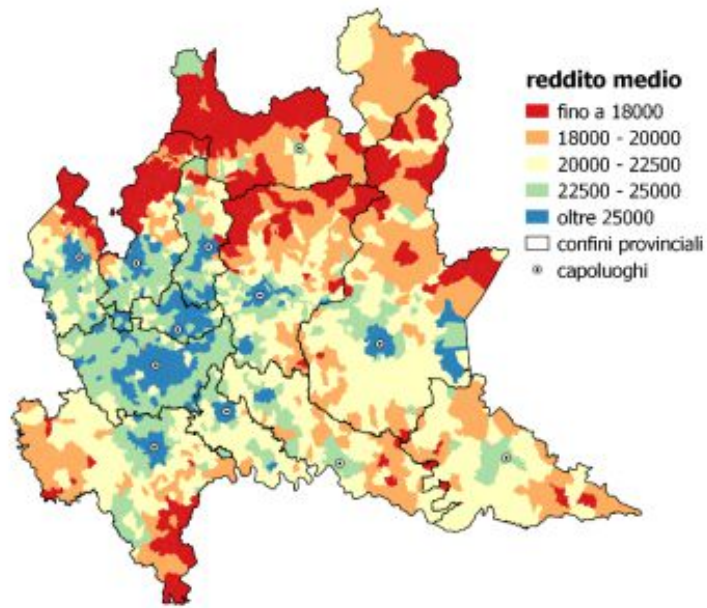 reddito medio
fino a 18000
18000 - 20000
20000 - 22500
22500 - 25000
oltre 25000
confini provinciali
capoluoghi